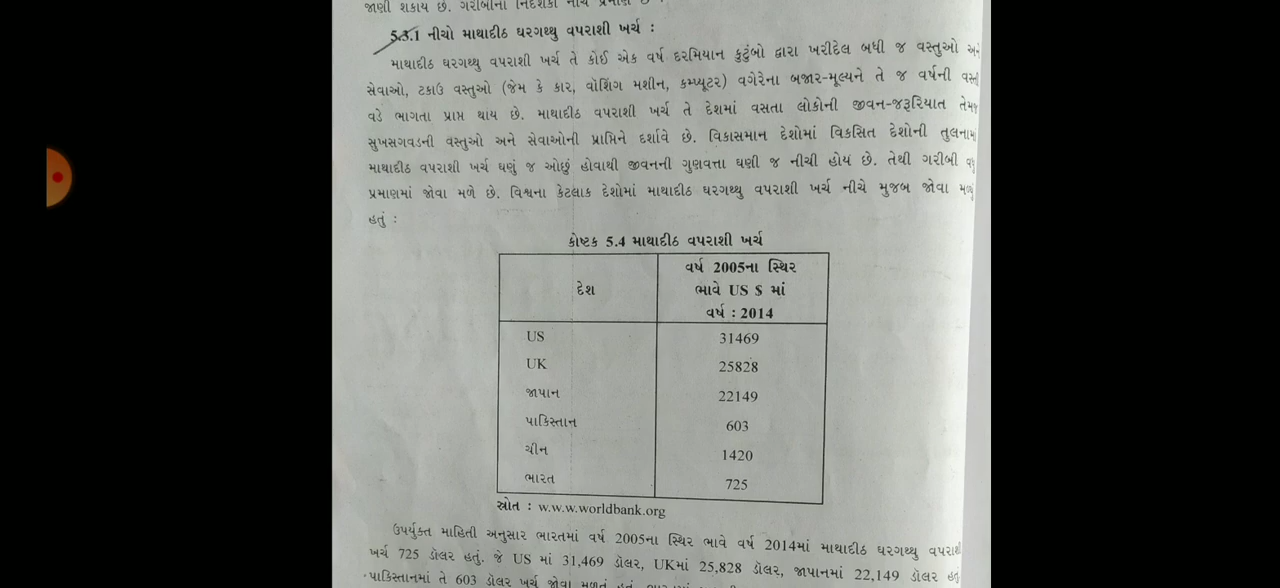 જાણી શકાય છે. ગરીબીના નિર્દેશકો નીચે પ્રમાણે છે :
5.3.1 નીચો માથાદીઠ ઘરગથ્થુ વપરાશી ખર્ચ :
માથાદીઠ ઘરગથ્થુ વપરાશી ખર્ચ તે કોઈ એક વર્ષ દરમિયાન કુટુંબો દ્વારા ખરીદેલ બધી જ વસ્તુઓ અને
સેવાઓ, ટકાઉ વસ્તુઓ (જેમ કે કાર, વૉશિંગ મશીન, કમ્પ્યૂટર) વગેરેના બજાર-મૂલ્યને તે જ વર્ષની વસ્તી
વડે ભાગતા પ્રાપ્ત થાય છે. માથાદીઠ વપરાશી ખર્ચ તે દેશમાં વસતા લોકોની જીવન-જરૂરિયાત તેમજ
સુખસગવડની વસ્તુઓ અને સેવાઓની પ્રાપ્તિને દર્શાવે છે. વિકાસમાન દેશોમાં વિકસિત દેશોની તુલનામાં
માથાદીઠ વપરાશી ખર્ચ ઘણું જ ઓછું હોવાથી જીવનની ગુણવત્તા ઘણી જ નીચી હોય છે. તેથી ગરીબી વધુ
પ્રમાણમાં જોવા મળે છે. વિશ્વના કેટલાક દેશોમાં માથાદીઠ ઘરગથ્થુ વપરાશી ખર્ચ નીચે મુજબ જોવા મળ્યું
હતું :
કોષ્ટક 5.4 માથાદીઠ વપરાશી ખર્ચ
દેશ વર્ષ 2005ના સ્થિર
ભાવે US $ માં
વર્ષ : 2014
US 31469
UK 25828
જાપાન 22149
પાકિસ્તાન 603
ચીન 1420
ભારત 725
સ્રોત : w.w.w.worldbank.org
ઉપર્યુક્ત માહિતી અનુસાર ભારતમાં વર્ષ 2005ના સ્થિર ભાવે વર્ષ 2014માં માથાદીઠ ઘરગથ્થુ વપરાશી
ખર્ચ 725 ડૉલર હતું. જે US માં 31,469 ડૉલર, UKમાં 25,828 ડૉલર, જાપાનમાં 22,149 ડૉલર હતું.
પાકિસ્તાનમાં તે 603 ડૉલર ખર્ચ જોવા મળતું હતું.